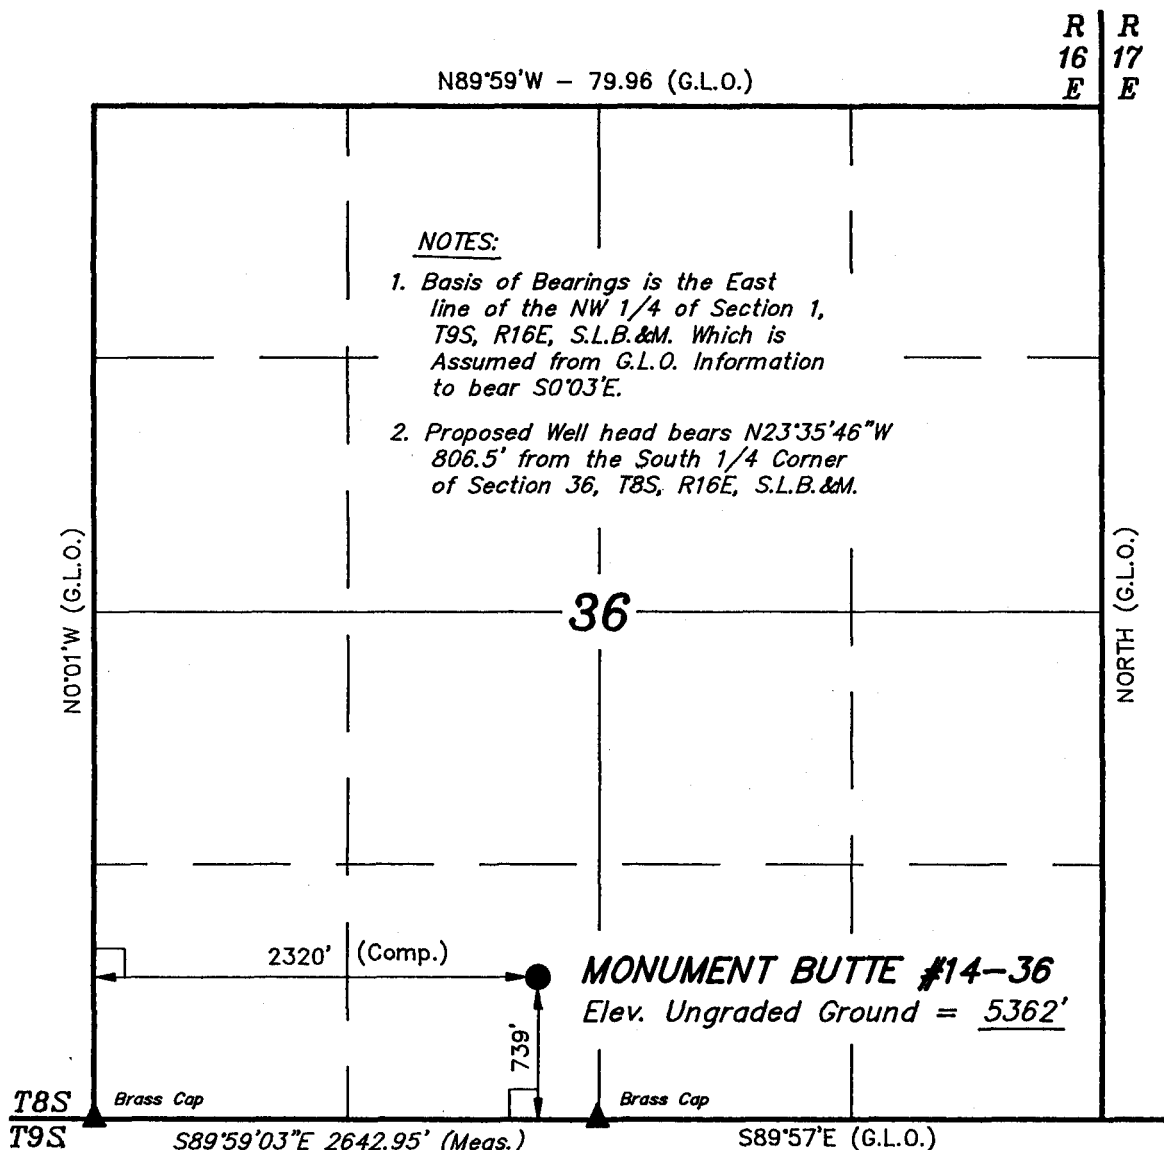 R R
16 17
E E
N89°59'W – 79.96 (G.L.O.)
NOTES:
1. Basis of Bearings is the East
line of the NW 1/4 of Section 1,
T9S, R16E, S.L.B.&M. Which is
Assumed from G.L.O. Information
to bear S0°03'E.
2. Proposed Well head bears N23°35'46"W
806.5' from the South 1/4 Corner
of Section 36, T8S, R16E, S.L.B.&M.
N0°01'W (G.L.O.)
NORTH (G.L.O.)
36
2320' (Comp.)
MONUMENT BUTTE #14-36
Elev. Ungraded Ground = 5362'
739'
T8S
Brass Cap
Brass Cap
T9S
S89°59'03"E 2642.95' (Meas.)
S89°57'E (G.L.O.)